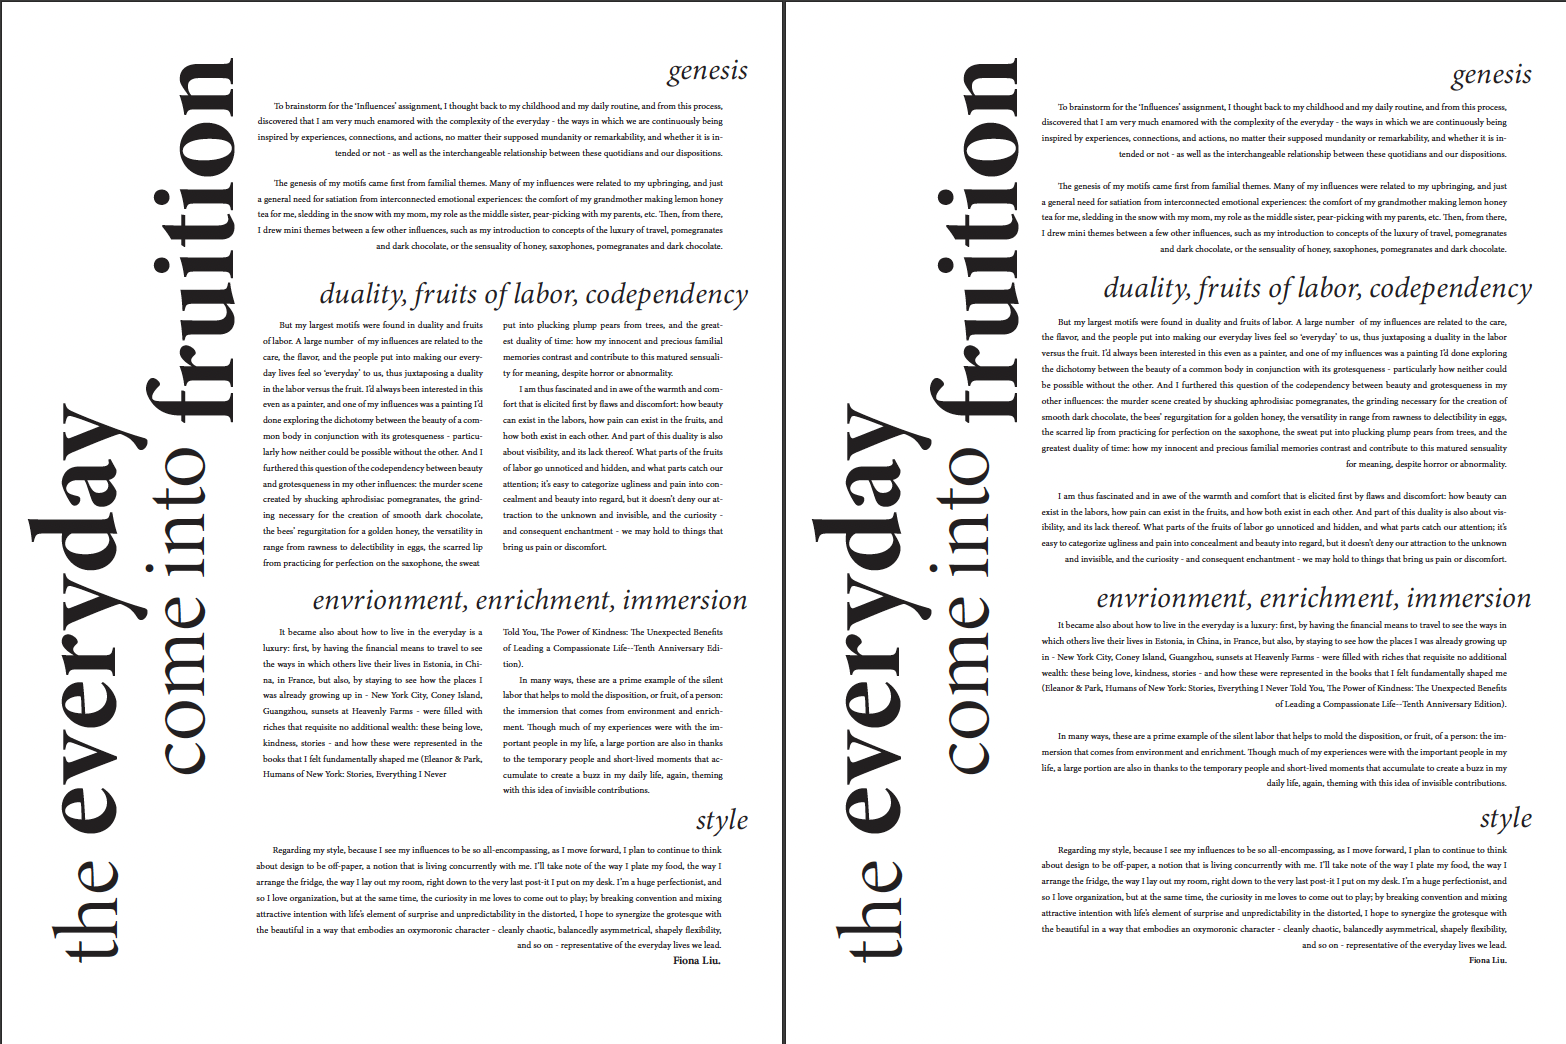 the everyday
come into fruition
genesis
To brainstorm for the ‘Influences’ assignment, I thought back to my childhood and my daily routine, and from this process,
discovered that I am very much enamored with the complexity of the everyday - the ways in which we are continuously being
inspired by experiences, connections, and actions, no matter their supposed mundanity or remarkability, and whether it is in-
tended or not - as well as the interchangeable relationship between these quotidians and our dispositions.
The genesis of my motifs came first from familial themes. Many of my influences were related to my upbringing, and just
a general need for satiation from interconnected emotional experiences: the comfort of my grandmother making lemon honey
tea for me, sledding in the snow with my mom, my role as the middle sister, pear-picking with my parents, etc. Then, from there,
I drew mini themes between a few other influences, such as my introduction to concepts of the luxury of travel, pomegranates
and dark chocolate, or the sensuality of honey, saxophones, pomegranates and dark chocolate.
duality, fruits of labor, codependency
But my largest motifs were found in duality and fruits
of labor. A large number of my influences are related to the
care, the flavor, and the people put into making our every-
day lives feel so ‘everyday’ to us, thus juxtaposing a duality
in the labor versus the fruit. I’d always been interested in this
even as a painter, and one of my influences was a painting I’d
done exploring the dichotomy between the beauty of a com-
mon body in conjunction with its grotesqueness - particu-
larly how neither could be possible without the other. And I
furthered this question of the codependency between beauty
and grotesqueness in my other influences: the murder scene
created by shucking aphrodisiac pomegranates, the grind-
ing necessary for the creation of smooth dark chocolate,
the bees’ regurgitation for a golden honey, the versatility in
range from rawness to delectibility in eggs, the scarred lip
from practicing for perfection on the saxophone, the sweat
put into plucking plump pears from trees, and the great-
est duality of time: how my innocent and precious familial
memories contrast and contribute to this matured sensuali-
ty for meaning, despite horror or abnormality.
I am thus fascinated and in awe of the warmth and com-
fort that is elicited first by flaws and discomfort: how beauty
can exist in the labors, how pain can exist in the fruits, and
how both exist in each other. And part of this duality is also
about visibility, and its lack thereof. What parts of the fruits
of labor go unnoticed and hidden, and what parts catch our
attention; it’s easy to categorize ugliness and pain into con-
cealment and beauty into regard, but it doesn’t deny our at-
traction to the unknown and invisible, and the curiosity -
and consequent enchantment - we may hold to things that
bring us pain or discomfort.
envrionment, enrichment, immersion
It became also about how to live in the everyday is a
luxury: first, by having the financial means to travel to see
the ways in which others live their lives in Estonia, in Chi-
na, in France, but also, by staying to see how the places I
was already growing up in - New York City, Coney Island,
Guangzhou, sunsets at Heavenly Farms - were filled with
riches that requisite no additional wealth: these being love,
kindness, stories - and how these were represented in the
books that I felt fundamentally shaped me (Eleanor & Park,
Humans of New York: Stories, Everything I Never
Told You, The Power of Kindness: The Unexpected Benefits
of Leading a Compassionate Life--Tenth Anniversary Edi-
tion).
In many ways, these are a prime example of the silent
labor that helps to mold the disposition, or fruit, of a person:
the immersion that comes from environment and enrich-
ment. Though much of my experiences were with the im-
portant people in my life, a large portion are also in thanks
to the temporary people and short-lived moments that ac-
cumulate to create a buzz in my daily life, again, theming
with this idea of invisible contributions.
style
Regarding my style, because I see my influences to be so all-encompassing, as I move forward, I plan to continue to think
about design to be off-paper, a notion that is living concurrently with me. I’ll take note of the way I plate my food, the way I
arrange the fridge, the way I lay out my room, right down to the very last post-it I put on my desk. I’m a huge perfectionist, and
so I love organization, but at the same time, the curiosity in me loves to come out to play; by breaking convention and mixing
attractive intention with life’s element of surprise and unpredictability in the distorted, I hope to synergize the grotesque with
the beautiful in a way that embodies an oxymoronic character - cleanly chaotic, balancedly asymmetrical, shapely flexibility,
and so on - representative of the everyday lives we lead.
Fiona Liu.
the everyday
come into fruition
genesis
To brainstorm for the ‘Influences’ assignment, I thought back to my childhood and my daily routine, and from this process,
discovered that I am very much enamored with the complexity of the everyday - the ways in which we are continuously being
inspired by experiences, connections, and actions, no matter their supposed mundanity or remarkability, and whether it is in-
tended or not - as well as the interchangeable relationship between these quotidians and our dispositions.
The genesis of my motifs came first from familial themes. Many of my influences were related to my upbringing, and just
a general need for satiation from interconnected emotional experiences: the comfort of my grandmother making lemon honey
tea for me, sledding in the snow with my mom, my role as the middle sister, pear-picking with my parents, etc. Then, from there,
I drew mini themes between a few other influences, such as my introduction to concepts of the luxury of travel, pomegranates
and dark chocolate, or the sensuality of honey, saxophones, pomegranates and dark chocolate.
duality, fruits of labor, codependency
But my largest motifs were found in duality and fruits of labor. A large number of my influences are related to the care,
the flavor, and the people put into making our everyday lives feel so ‘everyday’ to us, thus juxtaposing a duality in the labor
versus the fruit. I’d always been interested in this even as a painter, and one of my influences was a painting I’d done exploring
the dichotomy between the beauty of a common body in conjunction with its grotesqueness - particularly how neither could
be possible without the other. And I furthered this question of the codependency between beauty and grotesqueness in my
other influences: the murder scene created by shucking aphrodisiac pomegranates, the grinding necessary for the creation of
smooth dark chocolate, the bees’ regurgitation for a golden honey, the versatility in range from rawness to delectibility in eggs,
the scarred lip from practicing for perfection on the saxophone, the sweat put into plucking plump pears from trees, and the
greatest duality of time: how my innocent and precious familial memories contrast and contribute to this matured sensuality
for meaning, despite horror or abnormality.
I am thus fascinated and in awe of the warmth and comfort that is elicited first by flaws and discomfort: how beauty can
exist in the labors, how pain can exist in the fruits, and how both exist in each other. And part of this duality is also about vis-
ibility, and its lack thereof. What parts of the fruits of labor go unnoticed and hidden, and what parts catch our attention; it’s
easy to categorize ugliness and pain into concealment and beauty into regard, but it doesn’t deny our attraction to the unknown
and invisible, and the curiosity - and consequent enchantment - we may hold to things that bring us pain or discomfort.
envrionment, enrichment, immersion
It became also about how to live in the everyday is a luxury: first, by having the financial means to travel to see the ways in
which others live their lives in Estonia, in China, in France, but also, by staying to see how the places I was already growing up
in - New York City, Coney Island, Guangzhou, sunsets at Heavenly Farms - were filled with riches that requisite no additional
wealth: these being love, kindness, stories - and how these were represented in the books that I felt fundamentally shaped me
(Eleanor & Park, Humans of New York: Stories, Everything I Never Told You, The Power of Kindness: The Unexpected Benefits
of Leading a Compassionate Life--Tenth Anniversary Edition).
In many ways, these are a prime example of the silent labor that helps to mold the disposition, or fruit, of a person: the im-
mersion that comes from environment and enrichment. Though much of my experiences were with the important people in my
life, a large portion are also in thanks to the temporary people and short-lived moments that accumulate to create a buzz in my
daily life, again, theming with this idea of invisible contributions.
style
Regarding my style, because I see my influences to be so all-encompassing, as I move forward, I plan to continue to think
about design to be off-paper, a notion that is living concurrently with me. I’ll take note of the way I plate my food, the way I
arrange the fridge, the way I lay out my room, right down to the very last post-it I put on my desk. I’m a huge perfectionist, and
so I love organization, but at the same time, the curiosity in me loves to come out to play; by breaking convention and mixing
attractive intention with life’s element of surprise and unpredictability in the distorted, I hope to synergize the grotesque with
the beautiful in a way that embodies an oxymoronic character - cleanly chaotic, balancedly asymmetrical, shapely flexibility,
and so on - representative of the everyday lives we lead.
Fiona Liu.